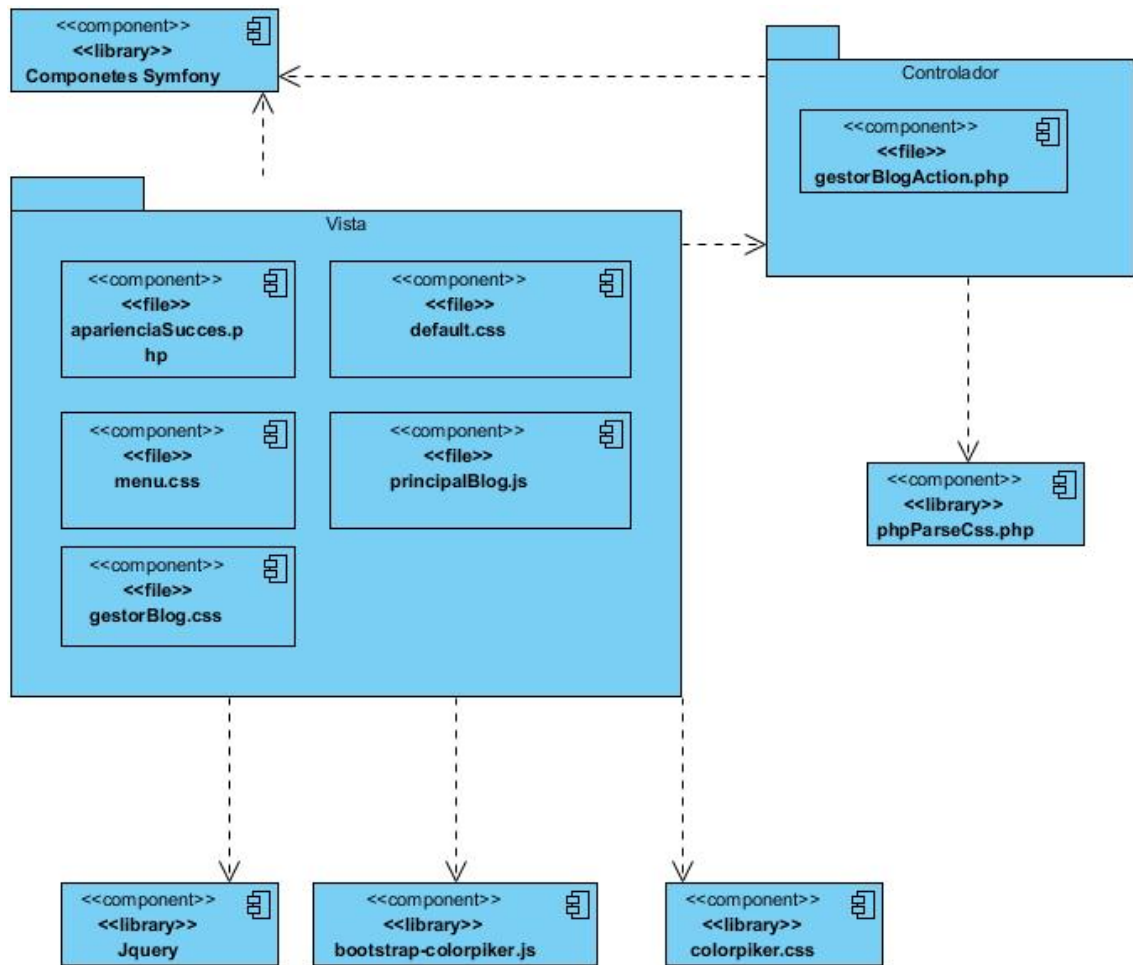 <<component>>
<<library>>
Componetes Symfony
Controlador
<<component>>
<<file>>
gestorBlogAction.php
Vista
<<component>>
<<file>>
aparienciaSucces.p
hp
<<component>>
<<file>>
default.css
<<component>>
<<file>>
menu.css
<<component>>
<<file>>
principalBlog.js
<<component>>
<<file>>
gestorBlog.css
<<component>>
<<library>>
phpParseCss.php
<<component>>
<<library>>
Jquery
<<component>>
<<library>>
bootstrap-colorpiker.js
<<component>>
<<library>>
colorpiker.css